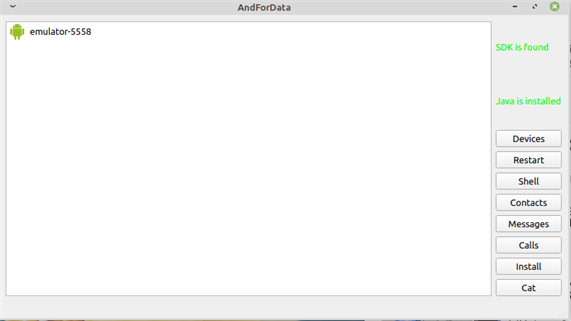 AndForData
emulator-5558
SDK is found
Java is installed
Devices
Restart
Shell
Contacts
Messages
Calls
Install
Cat